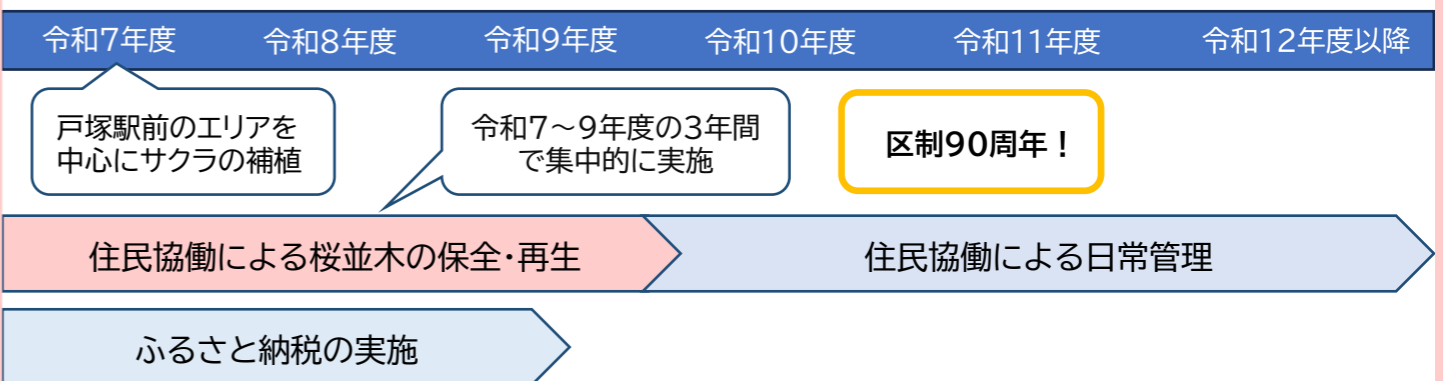 令和7年度 令和8年度 令和9年度 令和10年度 令和11年度 令和12年度以降
戸塚駅前のエリアを
中心にサクラの補植
令和7～9年度の3年間
で集中的に実施
区制90周年！
住民協働による桜並木の保全・再生
住民協働による日常管理
ふるさと納税の実施